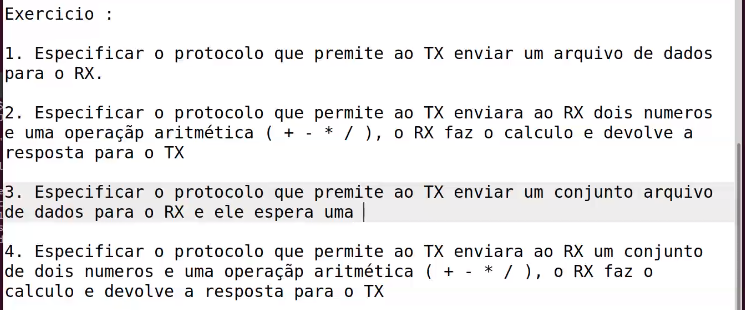 Exercicio :
1. Especificar o protocolo que premite ao TX enviar um arquivo de dados
para o RX.
2. Especificar o protocolo que permite ao TX enviara ao RX dois numeros
e uma operaçãp aritmética ( + - * / ), o RX faz o calculo e devolve a
resposta para o TX
3. Especificar o protocolo que premite ao TX enviar um conjunto arquivo
de dados para o RX e ele espera uma
4. Especificar o protocolo que permite ao TX enviara ao RX um conjunto
de dois numeros e uma operaçãp aritmética ( + - * / ), o RX faz o
calculo e devolve a resposta para o TX